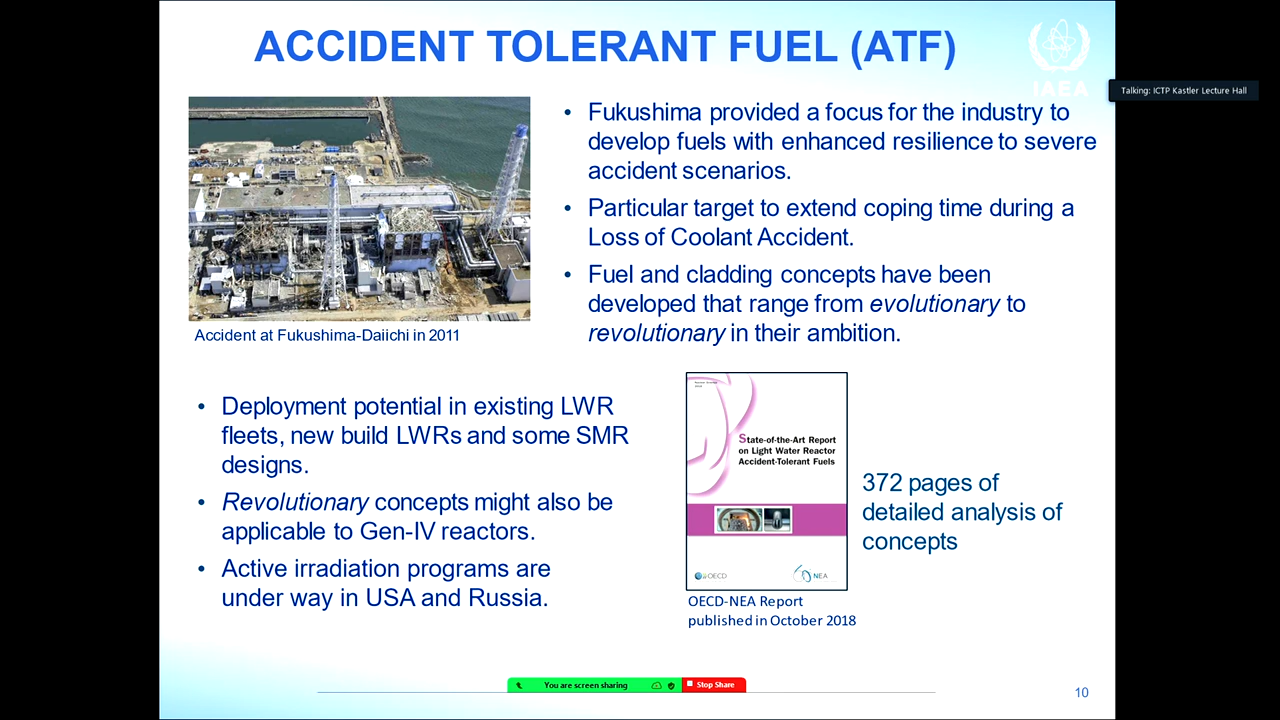 ACCIDENT TOLERANT FUEL (ATF)
IAEA
Talking: ICTP Kastler Lecture Hall
• Fukushima provided a focus for the industry to
develop fuels with enhanced resilience to severe
accident scenarios.
• Particular target to extend coping time during a
Loss of Coolant Accident.
• Fuel and cladding concepts have been
developed that range from evolutionary to
revolutionary in their ambition.
Accident at Fukushima-Daiichi in 2011
• Deployment potential in existing LWR
fleets, new build LWRs and some SMR
designs.
• Revolutionary concepts might also be
applicable to Gen-IV reactors.
• Active irradiation programs are
under way in USA and Russia.
State-of-the-Art Report
on Light Water Reactor
Accident-Tolerant Fuels
OECD
NEA
372 pages of
detailed analysis of
concepts
OECD-NEA Report
published in October 2018
You are screen sharing
Stop Share
10